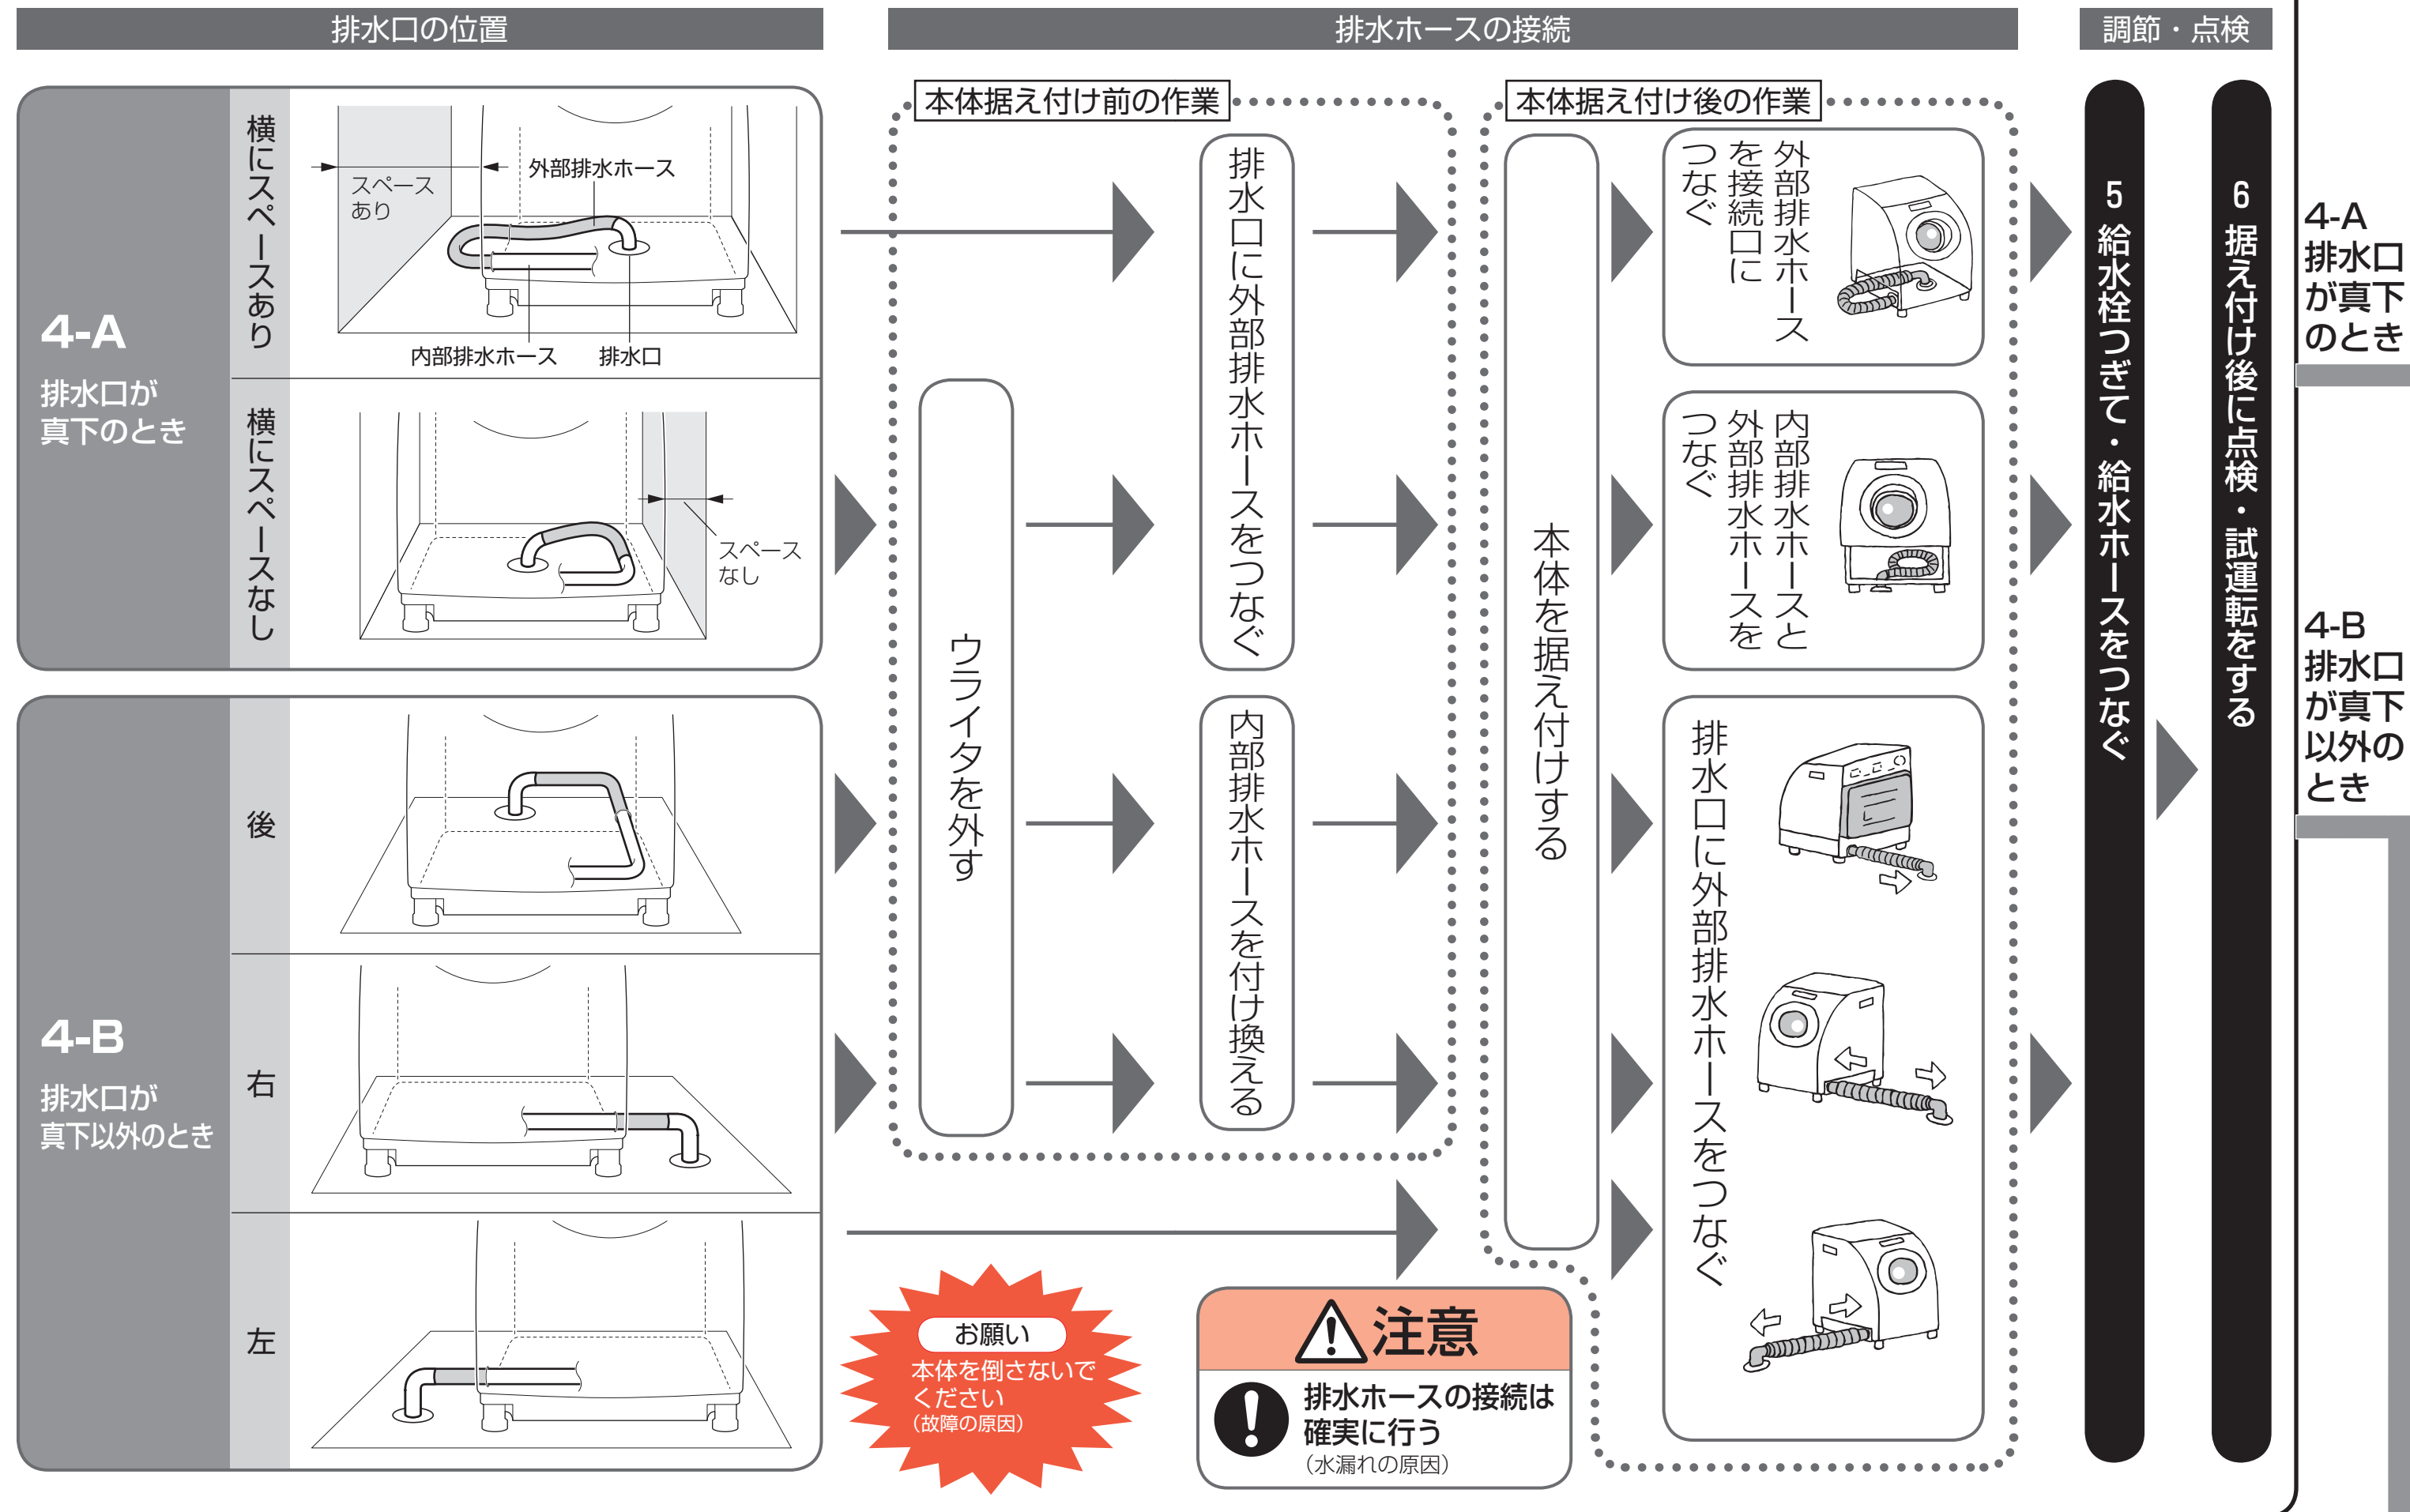 排水口の位置
排水ホースの接続
調節・点検
4-A
排水口が
真下のとき
横にスペースあり
スペース
あり
外部排水ホース
内部排水ホース
排水口
横にスペースなし
スペース
なし
4-B
排水口が
真下以外のとき
後
右
左
本体据え付け前の作業
ウライタを外す
排水口に外部排水ホースをつなぐ
内部排水ホースを付け換える
本体据え付け後の作業
本体を据え付けする
外部排水ホース
を接続口に
つなぐ
内部排水ホースと
外部排水ホースを
つなぐ
排水口に外部排水ホースをつなぐ
お願い
本体を倒さないで
ください
（故障の原因）
注意
排水ホースの接続は
確実に行う
（水漏れの原因）
5 給水栓つぎて・給水ホースをつなぐ
6 据え付け後に点検・試運転をする
4-A
排水口
が真下
のとき
4-B
排水口
が真下
以外の
とき